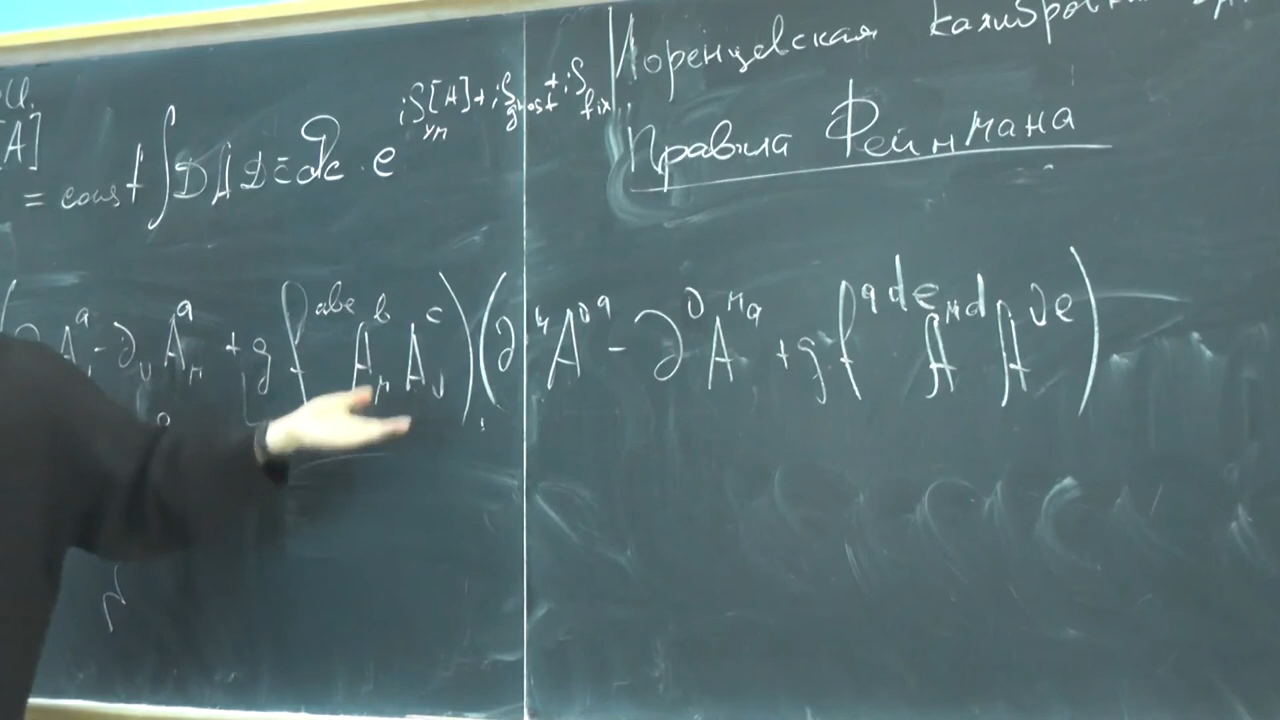 Лоренцевская
[A] = const ∫ DA Dc̄ Dc · e^{iS_{YM}[A] + iS_{ghost} + iS_{fix}}
Правила Фейнмана
A^a - ∂_ν A_μ^a + g f^{abc} A_μ^b A_ν^c)(∂^μ A^{νa} - ∂^ν A^{μa} + g f^{ade} A^{μd} A^{νe})